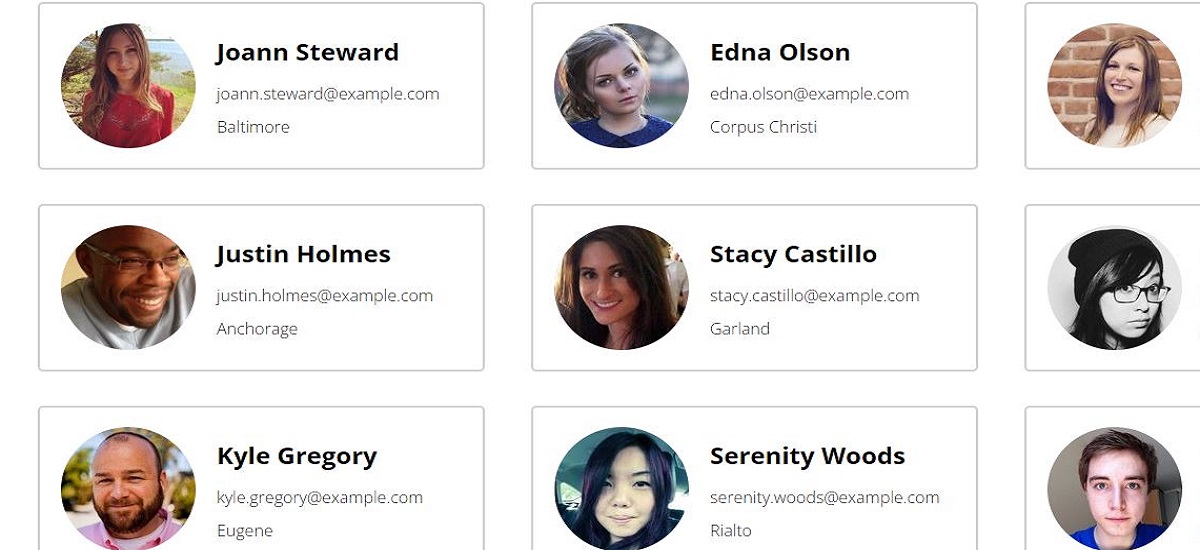 Joann Steward
joann.steward@example.com
Baltimore
Edna Olson
edna.olson@example.com
Corpus Christi
Justin Holmes
justin.holmes@example.com
Anchorage
Stacy Castillo
stacy.castillo@example.com
Garland
Kyle Gregory
kyle.gregory@example.com
Eugene
Serenity Woods
serenity.woods@example.com
Rialto